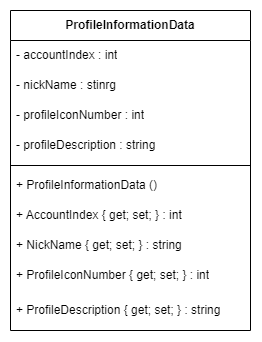 ProfileInformationData
- accountIndex : int
- nickName : stinrg
- profileIconNumber : int
- profileDescription : string
+ ProfileInformationData ()
+ AccountIndex { get; set; } : int
+ NickName { get; set; } : string
+ ProfileIconNumber { get; set; } : int
+ ProfileDescription { get; set; } : string